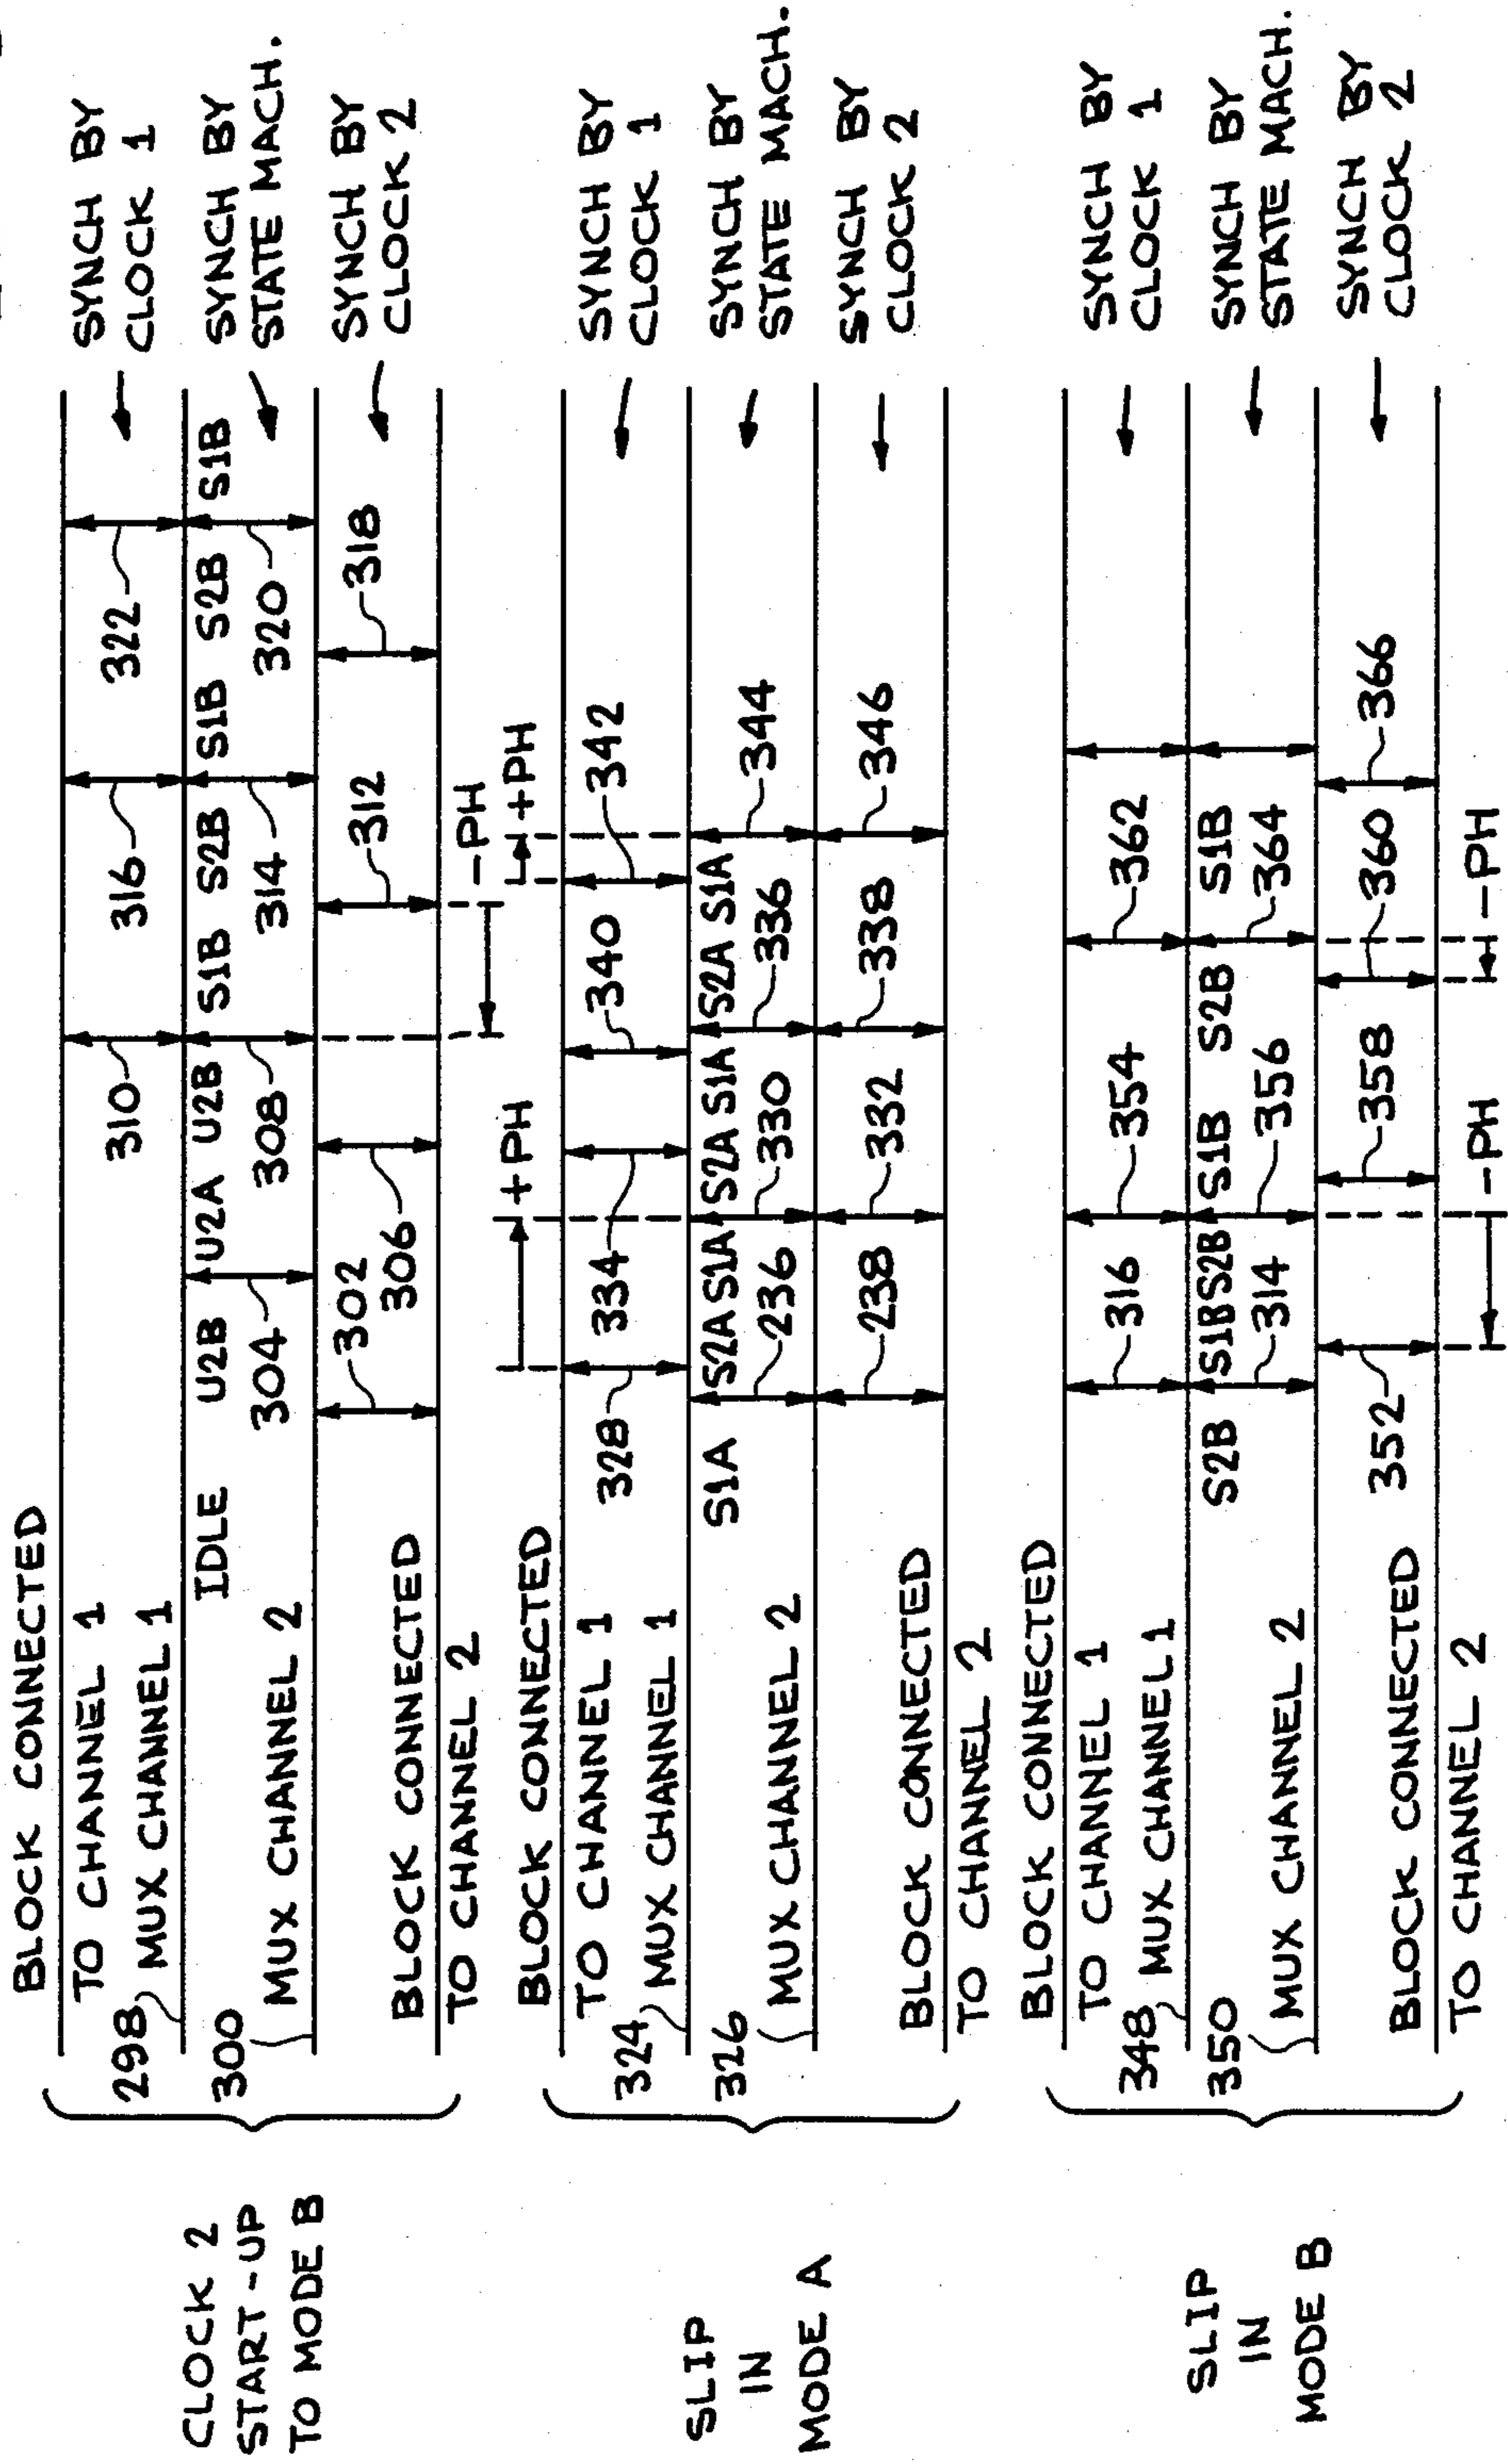 CLOCK 2
START-UP
TO MODE B
BLOCK CONNECTED
TO CHANNEL 1
298 MUX CHANNEL 1
300
MUX CHANNEL 2
BLOCK CONNECTED
TO CHANNEL 2
310 316 322
IDLE U2B U2A U2B S1B S2B S1B S2B S1B
304 308 314 320
302
306
312 318
-PH
SYNCH BY
CLOCK 1
SYNCH BY
STATE MACH.
SYNCH BY
CLOCK 2
SLIP
IN
MODE A
BLOCK CONNECTED
TO CHANNEL 1
324 MUX CHANNEL 1
326
MUX CHANNEL 2
BLOCK CONNECTED
TO CHANNEL 2
+PH +PH
328 334 340 342
S1A S2A S1A S2A S1A S2A S1A
236 330 336 344
238 332 338 346
SYNCH BY
CLOCK 1
SYNCH BY
STATE MACH.
SYNCH BY
CLOCK 2
SLIP
IN
MODE B
BLOCK CONNECTED
TO CHANNEL 1
348 MUX CHANNEL 1
350
MUX CHANNEL 2
BLOCK CONNECTED
TO CHANNEL 2
316 354 362
S2B S1B S2B S1B S2B S1B
314 356 364
352 358 360 366
-PH -PH
SYNCH BY
CLOCK 1
SYNCH BY
STATE MACH.
SYNCH BY
CLOCK 2